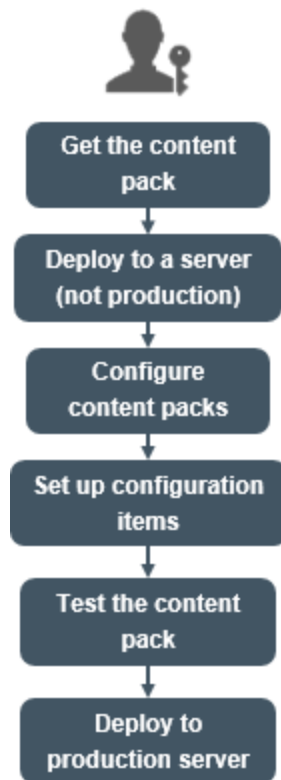 Get the content
pack
Deploy to a server
(not production)
Configure
content packs
Set up configuration
items
Test the content
pack
Deploy to
production server